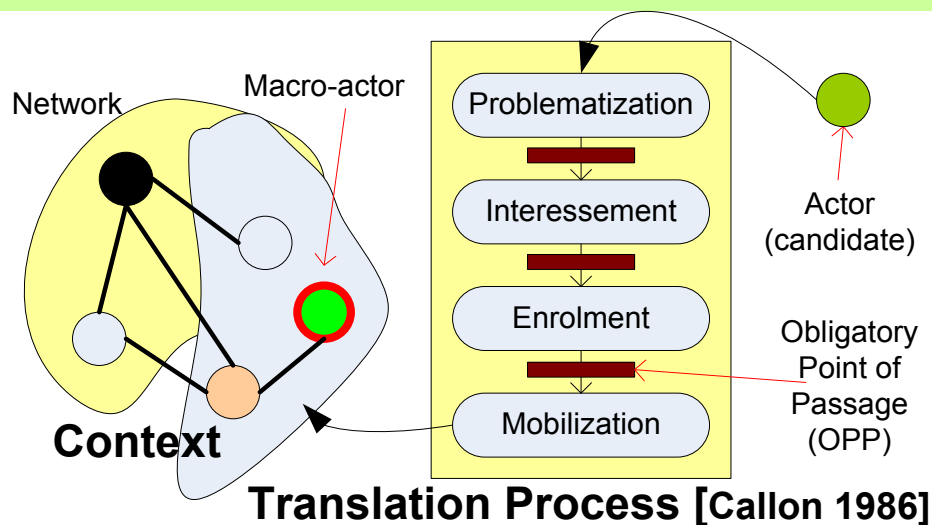 Network
Macro-actor
Context
Problematization
Interessement
Enrolment
Mobilization
Actor
(candidate)
Obligatory
Point of
Passage
(OPP)
Translation Process [Callon 1986]